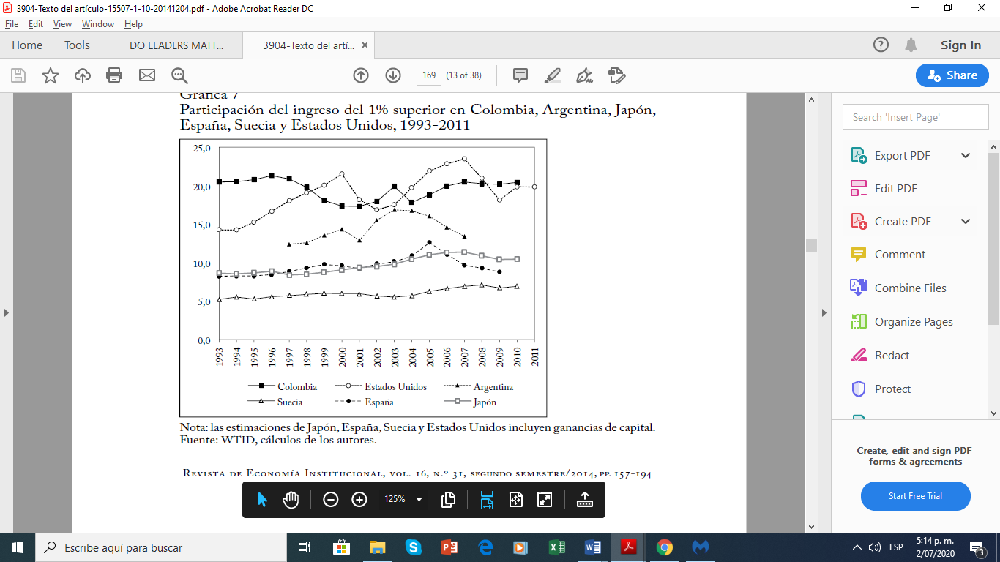 3904-Texto del artículo-15507-1-10-20141204.pdf - Adobe Acrobat Reader DC
File Edit View Window Help
Home Tools DO LEADERS MATT... 3904-Texto del artí... × Sign In
169 (13 of 38) Share
Gráfica 7
Participación del ingreso del 1% superior en Colombia, Argentina, Japón,
España, Suecia y Estados Unidos, 1993-2011
25,0
20,0
15,0
10,0
5,0
0,0
1993 1994 1995 1996 1997 1998 1999 2000 2001 2002 2003 2004 2005 2006 2007 2008 2009 2010 2011
Colombia Estados Unidos Argentina
Suecia España Japón
Nota: las estimaciones de Japón, España, Suecia y Estados Unidos incluyen ganancias de capital.
Fuente: WTID, cálculos de los autores.
Revista de Economía Institucional, vol. 16, n.º 31, segundo semestre/2014, pp. 157-194
125%
Search 'Insert Page'
Export PDF
Edit PDF
Create PDF
Comment
Combine Files
Organize Pages
Redact
Protect
Create, edit and sign PDF
forms & agreements
Start Free Trial
Escribe aquí para buscar
ESP
5:14 p. m.
2/07/2020
3